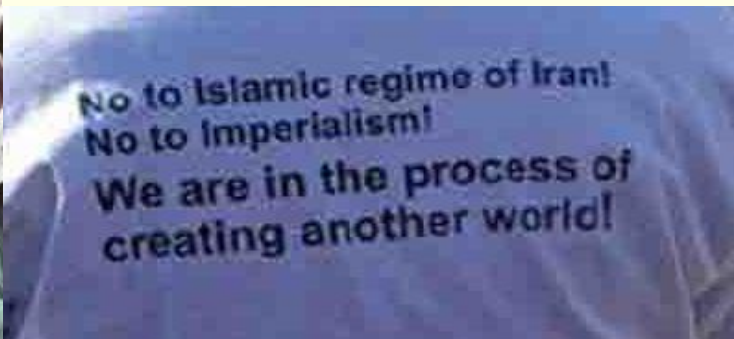 No to Islamic regime of Iran!
No to Imperialism!
We are in the process of
creating another world!